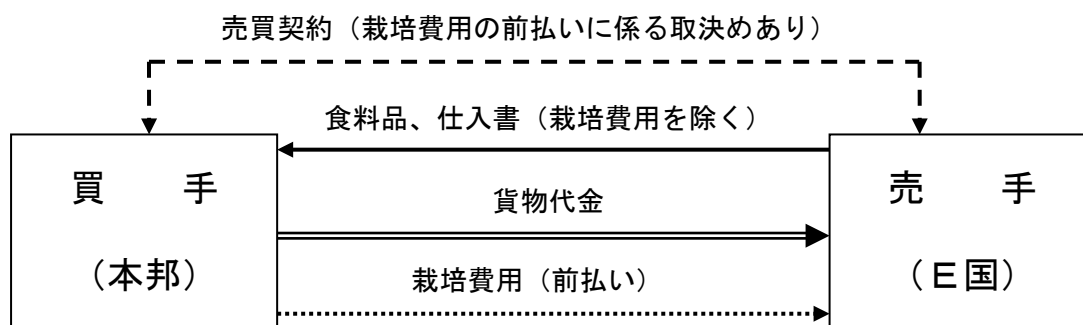 売買契約（栽培費用の前払いに係る取決めあり）
食料品、仕入書（栽培費用を除く）
買　　手
（本邦）
貨物代金
栽培費用（前払い）
売　　手
（Ｅ国）